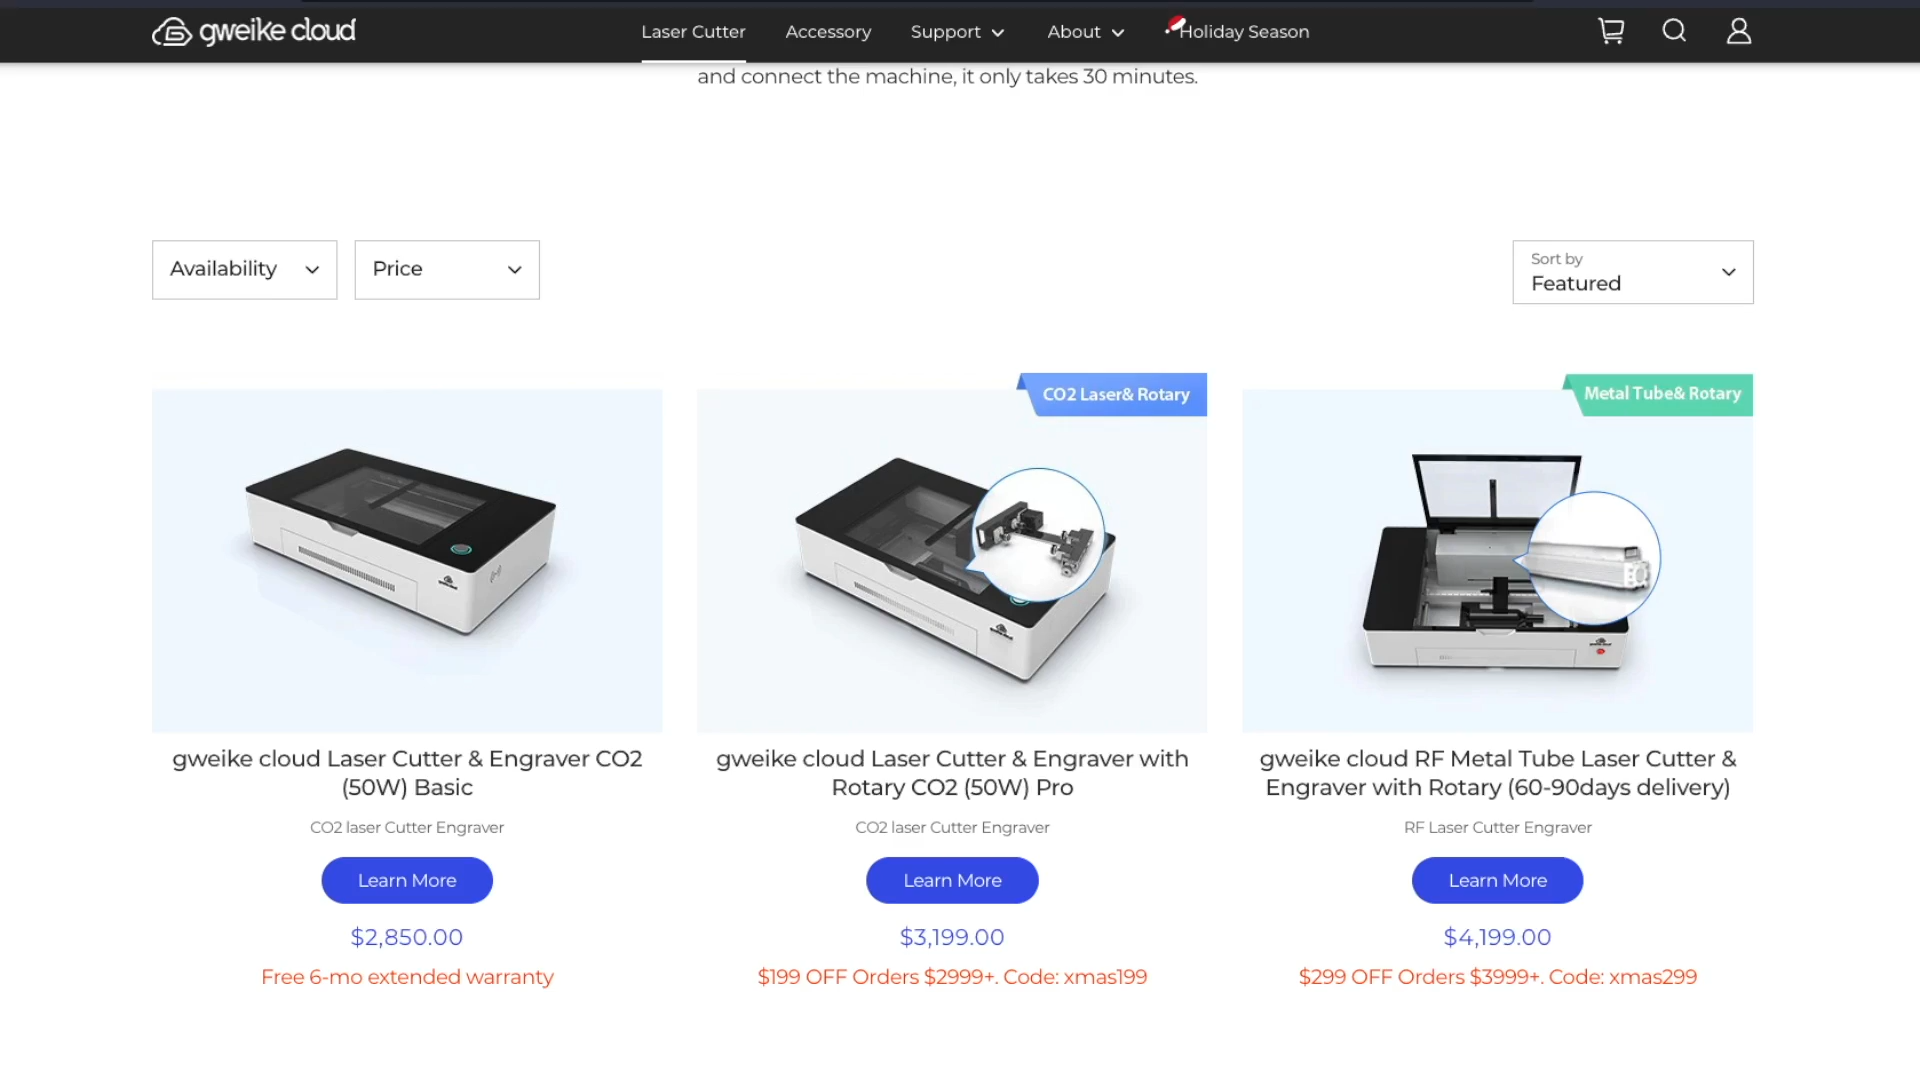 gweike cloud
Laser Cutter
Accessory
Support
About
Holiday Season
and connect the machine, it only takes 30 minutes.
Availability
Price
Sort by
Featured
CO2 Laser& Rotary
Metal Tube& Rotary
gweike cloud Laser Cutter & Engraver CO2
(50W) Basic
CO2 laser Cutter Engraver
Learn More
$2,850.00
Free 6-mo extended warranty
gweike cloud Laser Cutter & Engraver with
Rotary CO2 (50W) Pro
CO2 laser Cutter Engraver
Learn More
$3,199.00
$199 OFF Orders $2999+. Code: xmas199
gweike cloud RF Metal Tube Laser Cutter &
Engraver with Rotary (60-90days delivery)
RF Laser Cutter Engraver
Learn More
$4,199.00
$299 OFF Orders $3999+. Code: xmas299